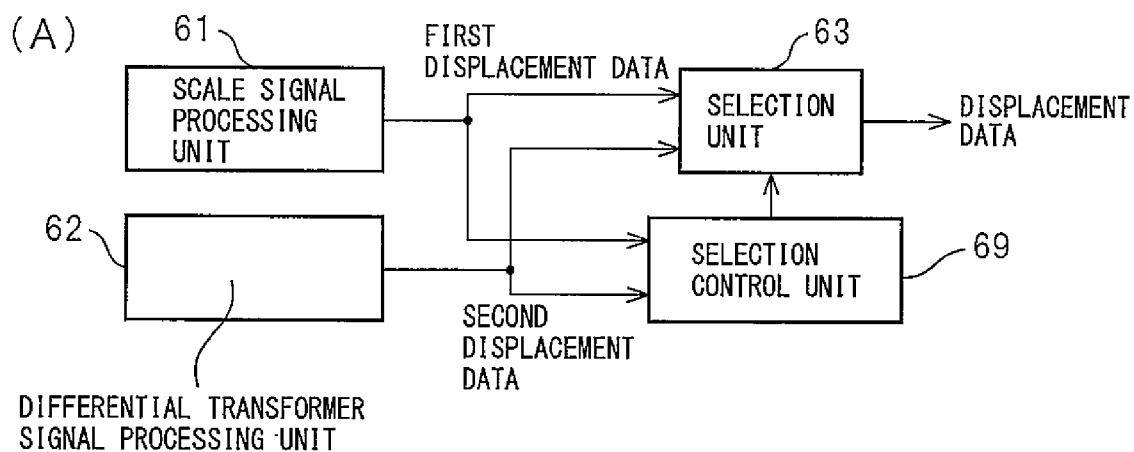 (A)
61
SCALE SIGNAL
PROCESSING
UNIT
FIRST
DISPLACEMENT DATA
63
SELECTION
UNIT
DISPLACEMENT
DATA
62
SELECTION
CONTROL UNIT
69
SECOND
DISPLACEMENT
DATA
DIFFERENTIAL TRANSFORMER
SIGNAL PROCESSING UNIT